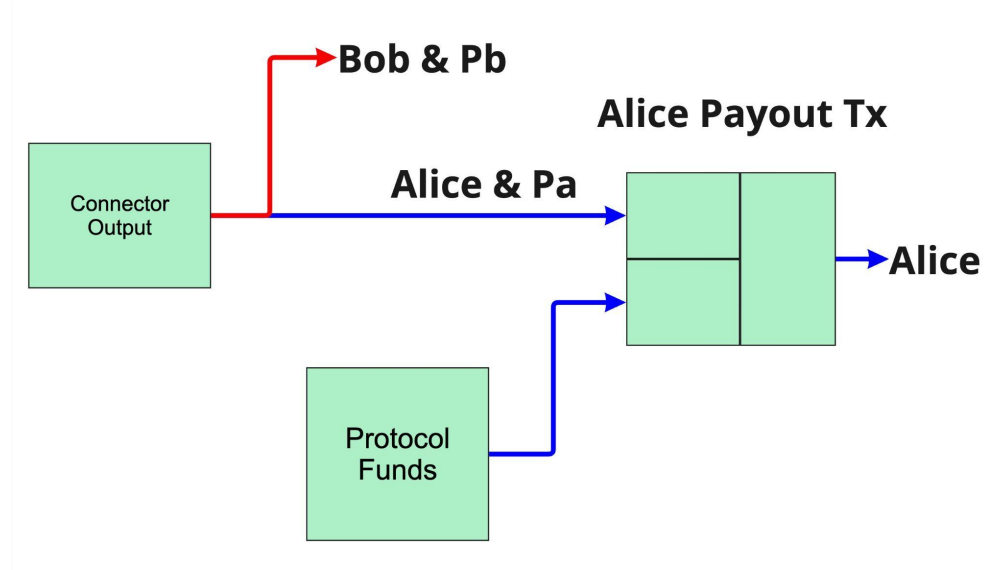 Bob & Pb
Alice Payout Tx
Alice & Pa
Connector
Output
Alice
Protocol
Funds